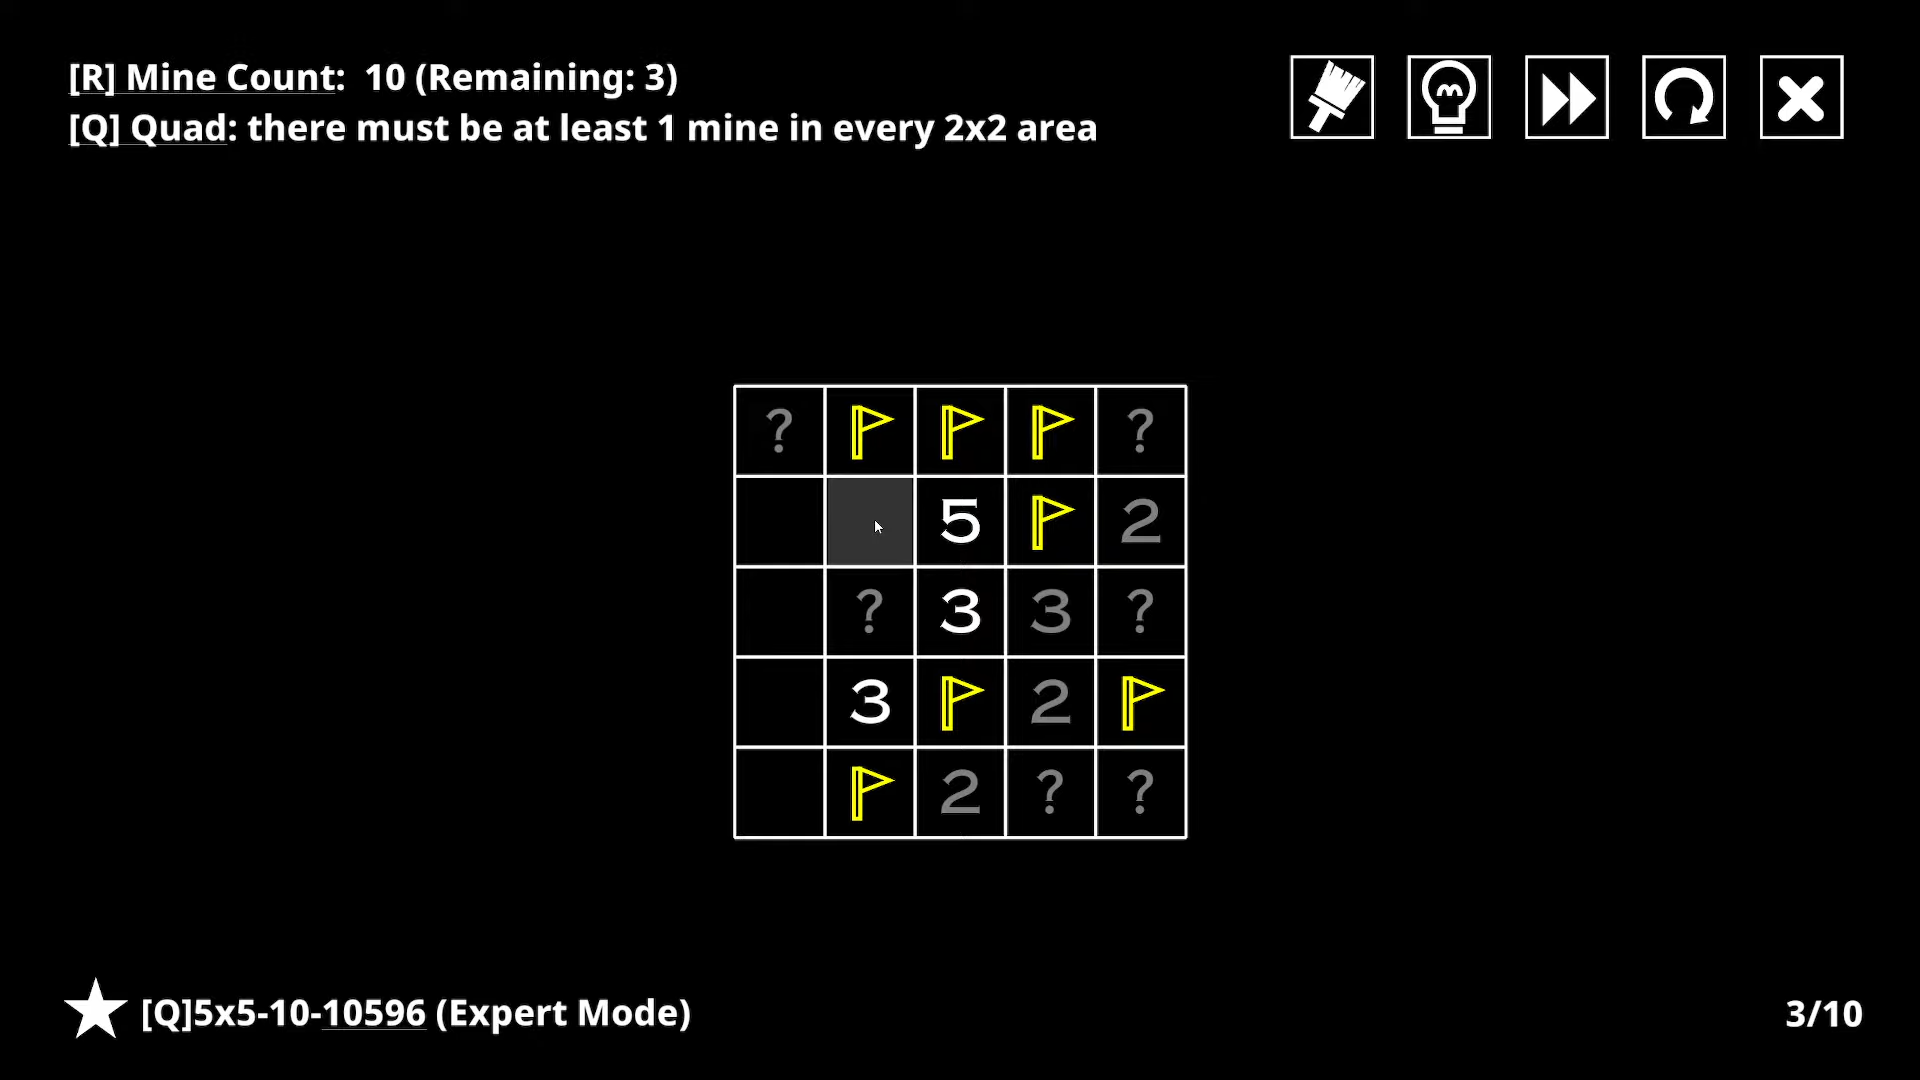 [R] Mine Count: 10 (Remaining: 3)
[Q] Quad: there must be at least 1 mine in every 2x2 area
? ?
5 2
? 3 3 ?
3 2
2 ? ?
[Q]5x5-10-10596 (Expert Mode)
3/10